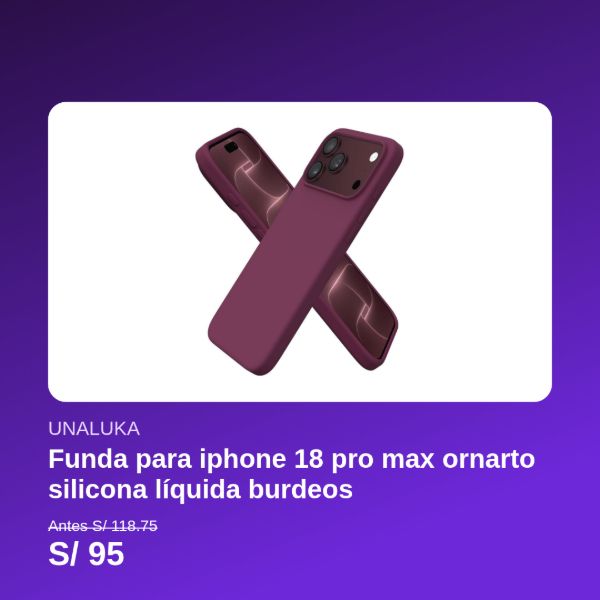 UNALUKA
Funda para iphone 18 pro max ornarto
silicona líquida burdeos
Antes S/ 118.75
S/ 95